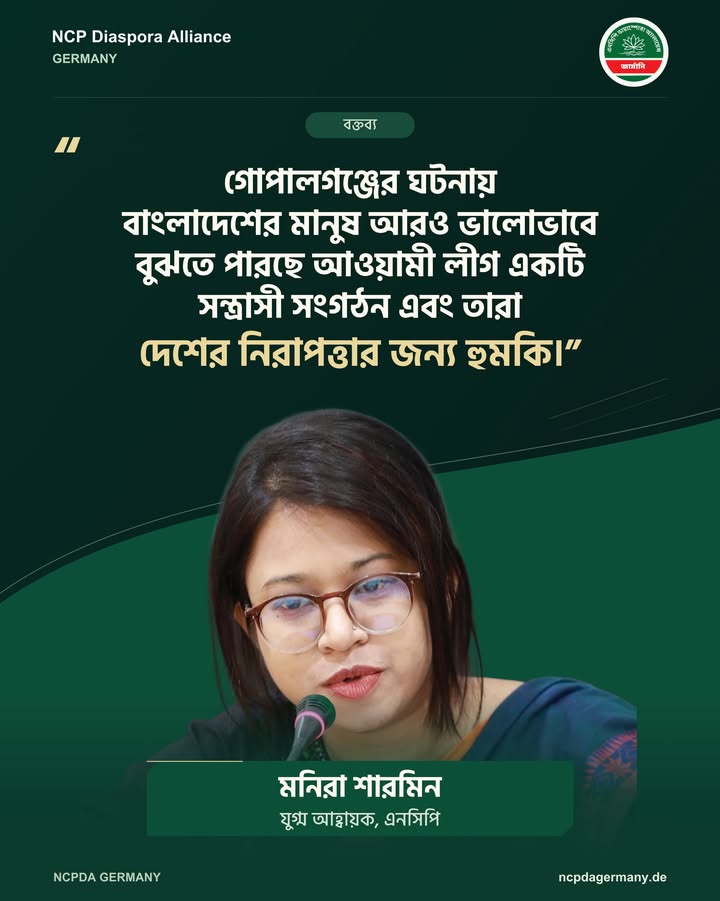 NCP Diaspora Alliance
GERMANY
এনসিপি ডায়াস্পোরা অ্যালায়েন্স
জার্মানি
বক্তব্য
“
গোপালগঞ্জের ঘটনায়
বাংলাদেশের মানুষ আরও ভালোভাবে
বুঝতে পারছে আওয়ামী লীগ একটি
সন্ত্রাসী সংগঠন এবং তারা
দেশের নিরাপত্তার জন্য হুমকি।”
মনিরা শারমিন
যুগ্ম আহ্বায়ক, এনসিপি
NCPDA GERMANY
ncpdagermany.de